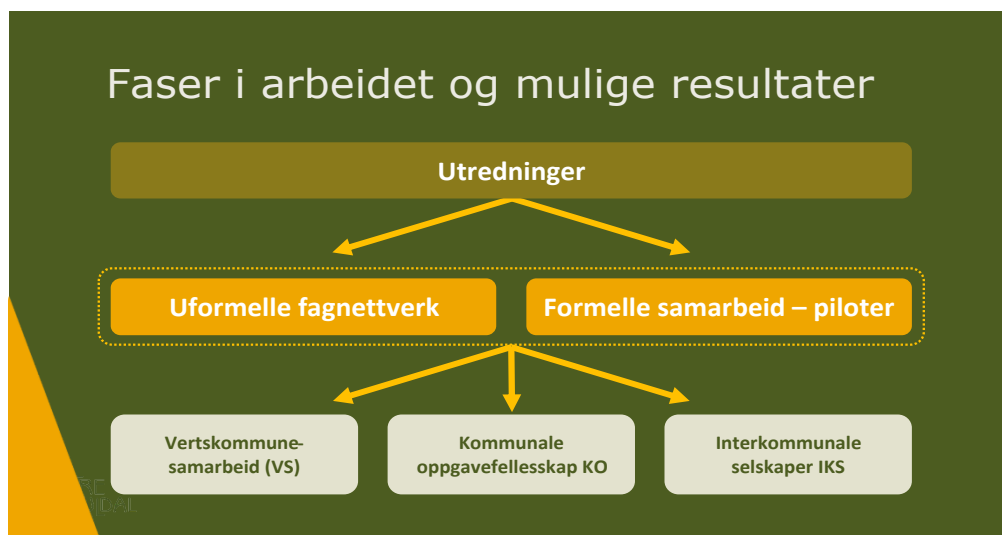 Faser i arbeidet og mulige resultater
Utredninger
Uformelle fagnettverk
Formelle samarbeid – piloter
Vertskommune-
samarbeid (VS)
Kommunale
oppgavefellesskap KO
Interkommunale
selskaper IKS